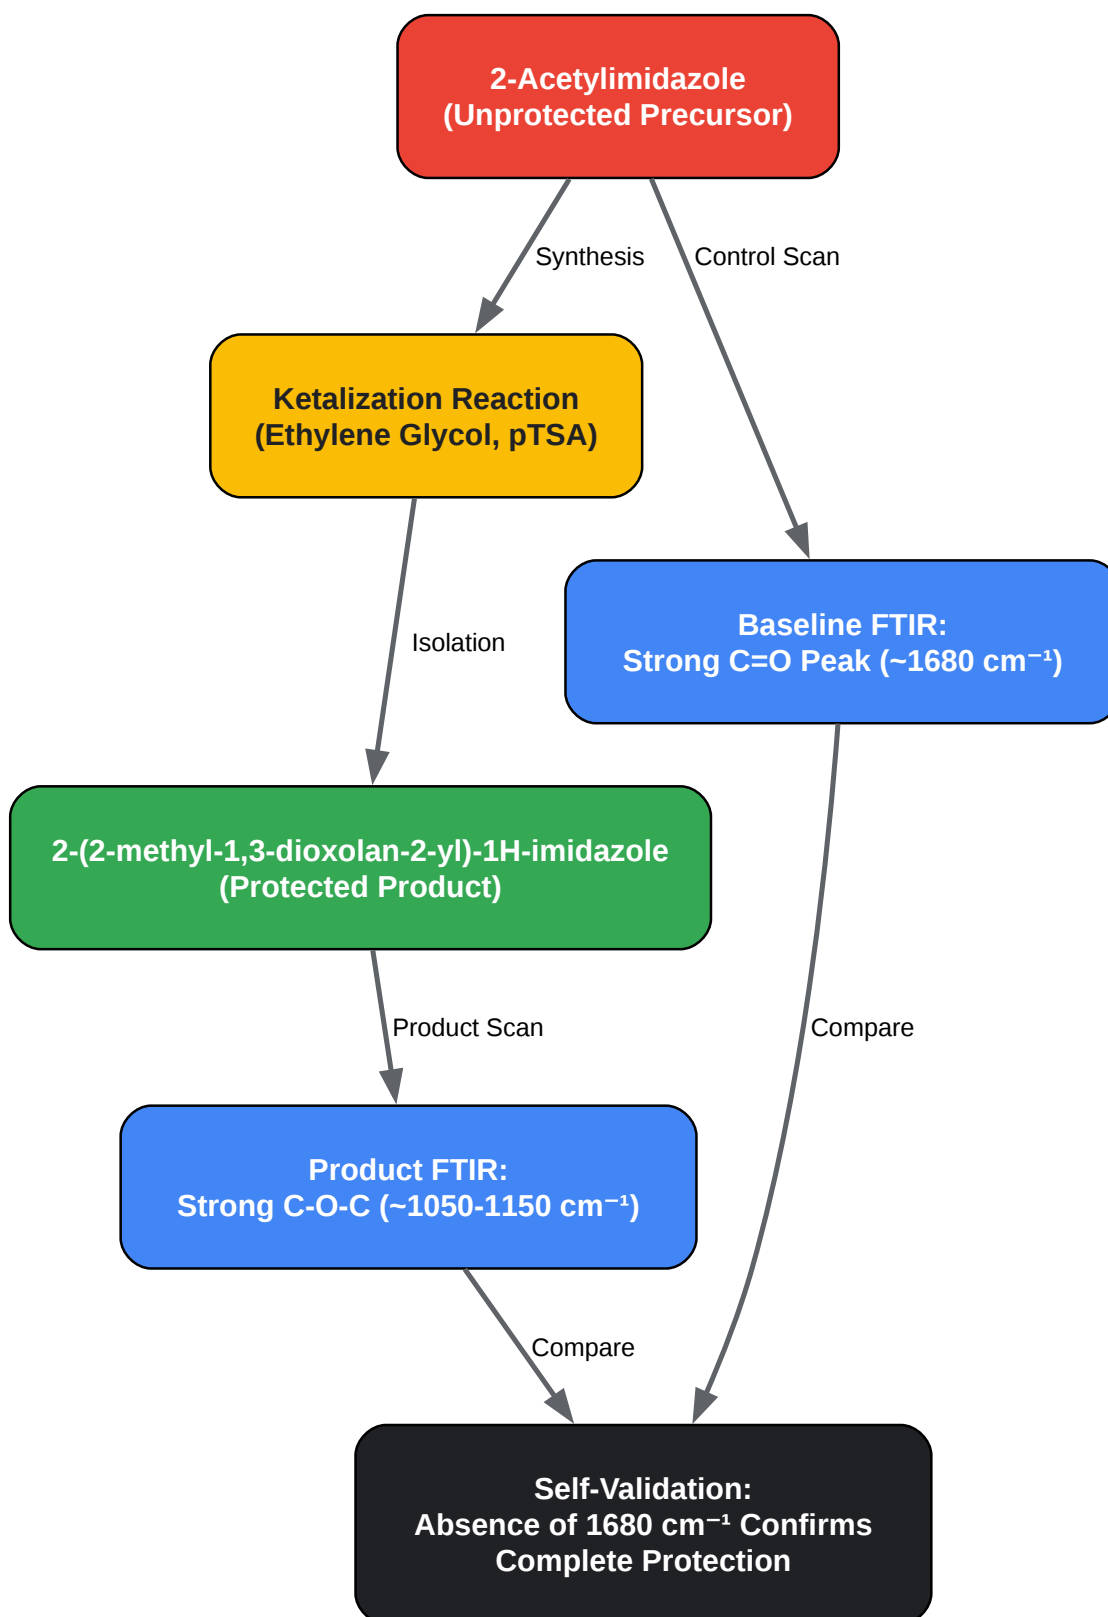 2-Acetylimidazole
(Unprotected Precursor)
Synthesis
Control Scan
Ketalization Reaction
(Ethylene Glycol, pTSA)
Baseline FTIR:
Strong C=O Peak (~1680 cm⁻¹)
Isolation
2-(2-methyl-1,3-dioxolan-2-yl)-1H-imidazole
(Protected Product)
Product Scan
Compare
Product FTIR:
Strong C-O-C (~1050-1150 cm⁻¹)
Compare
Self-Validation:
Absence of 1680 cm⁻¹ Confirms
Complete Protection